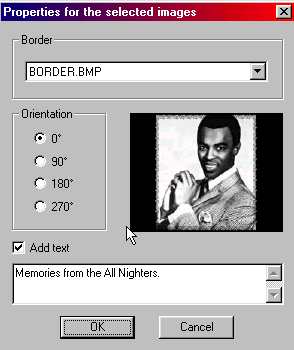 Properties for the selected images
Border
BORDER.BMP
Orientation
0°
90°
180°
270°
Add text
Memories from the All Nighters.
OK
Cancel